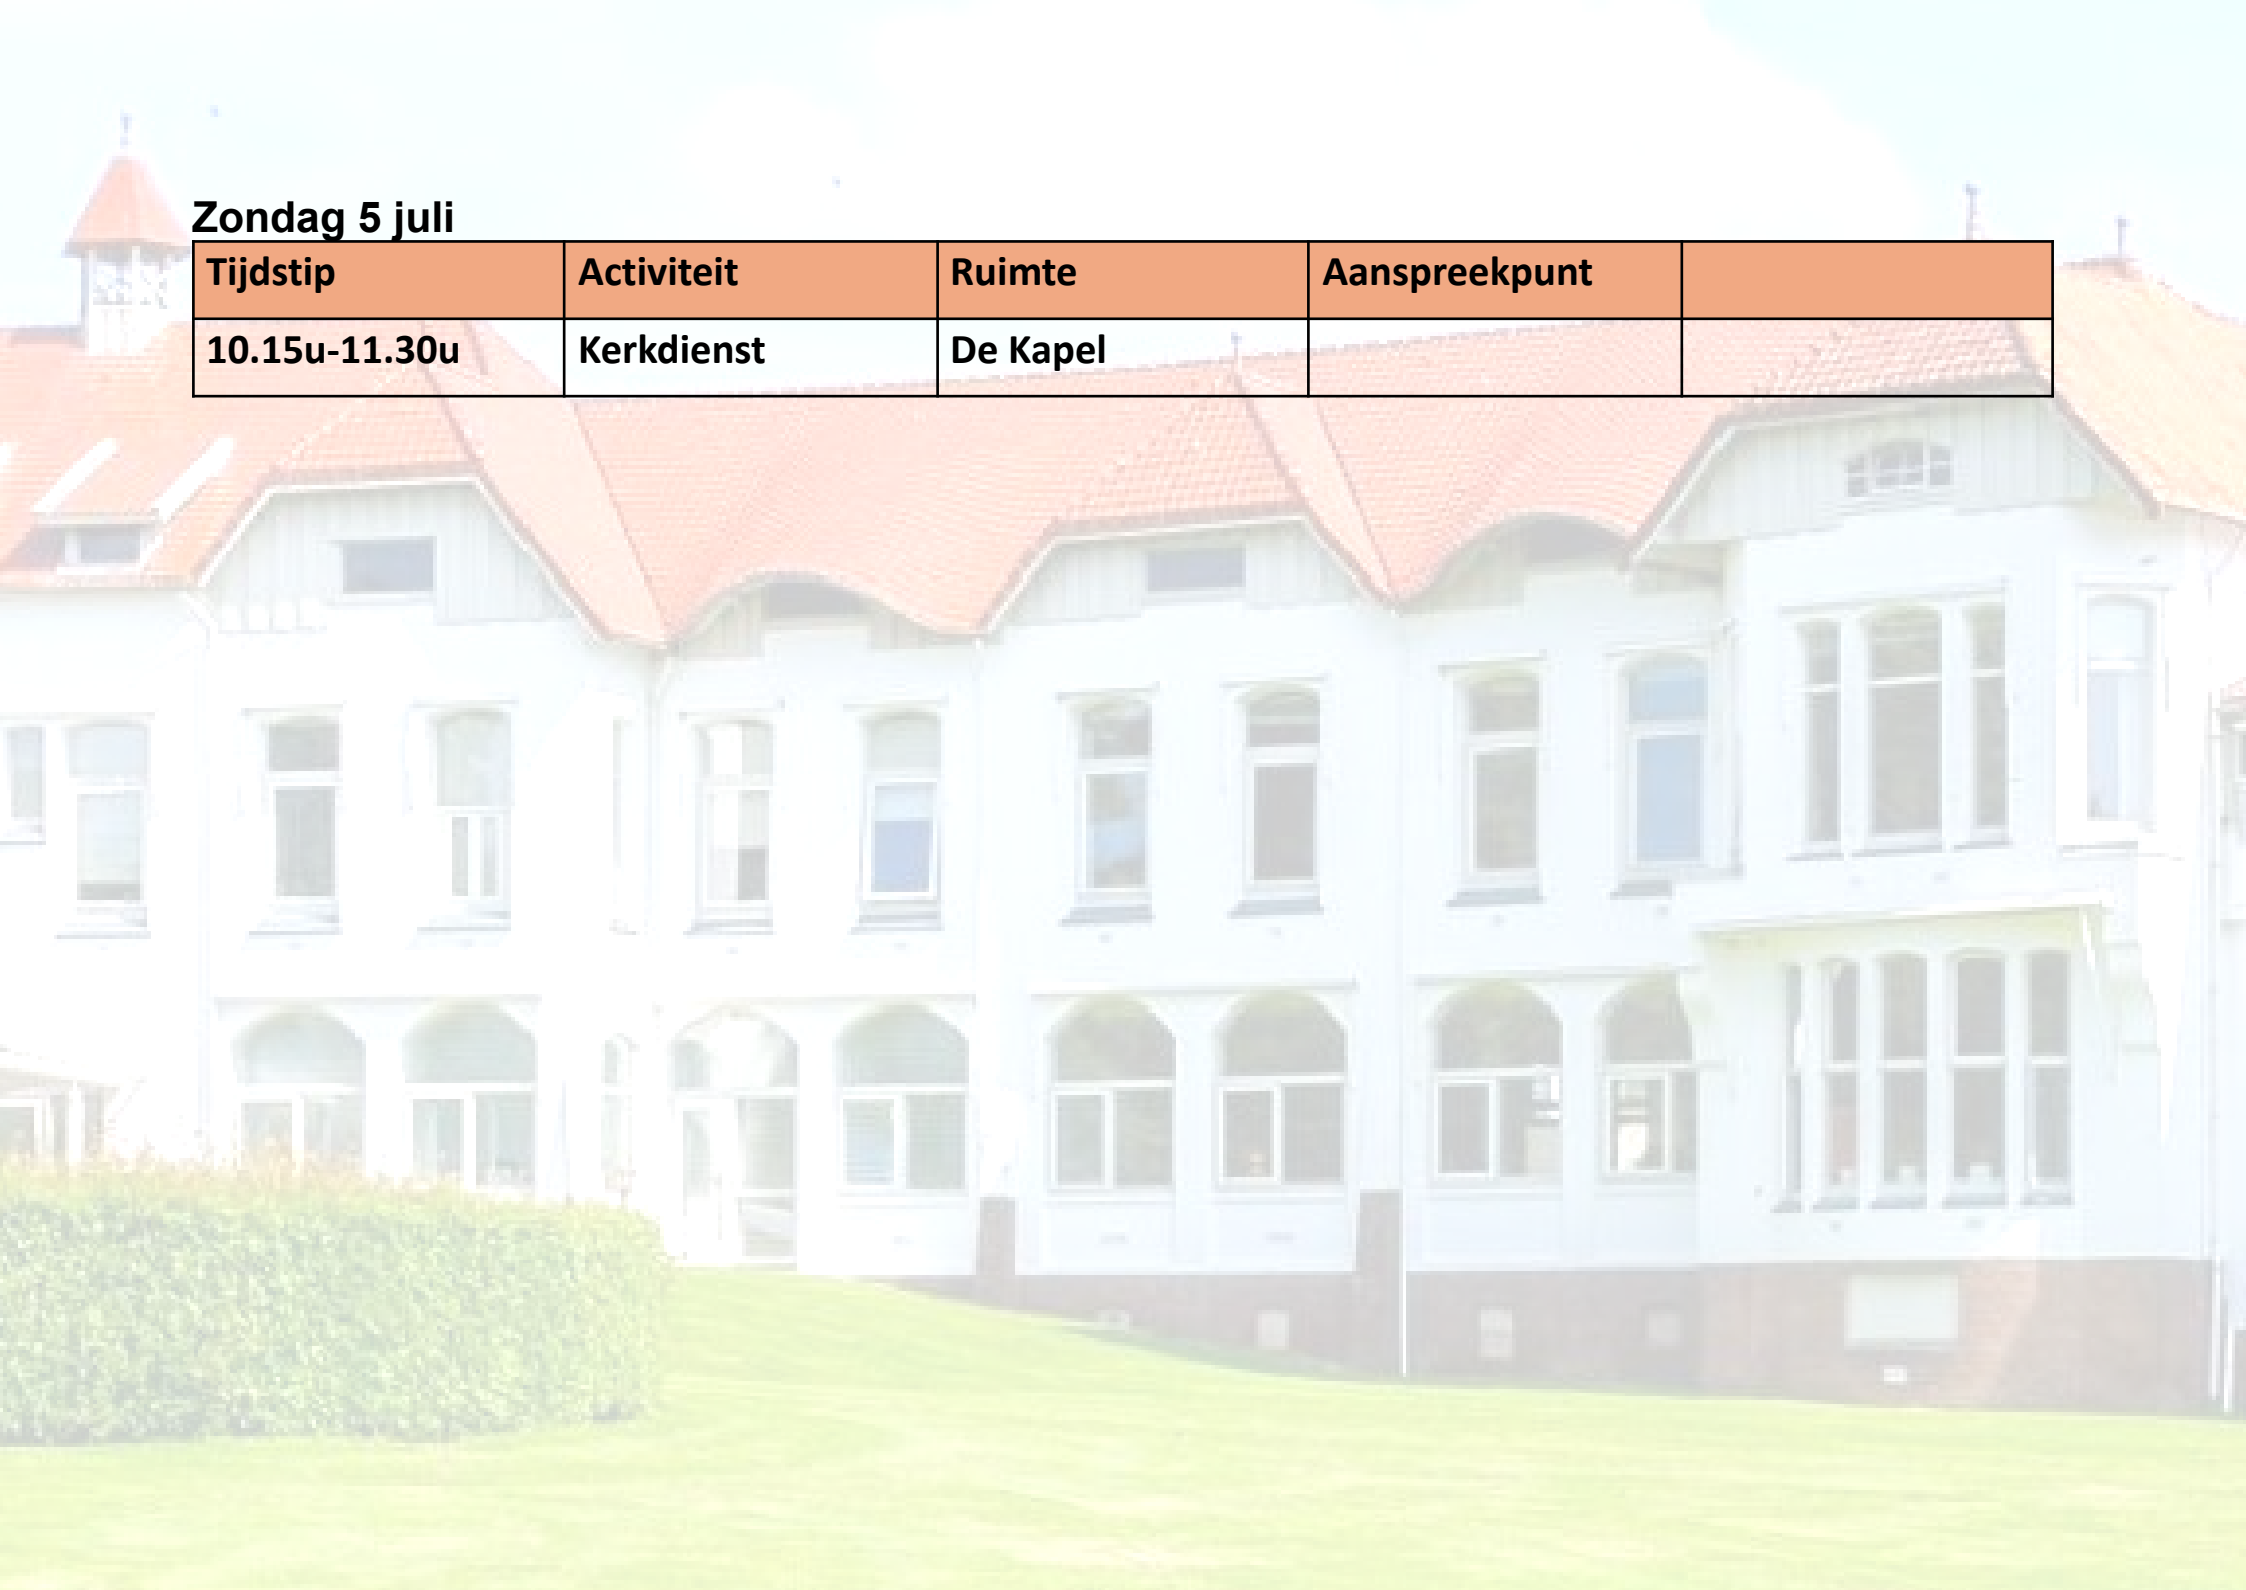 Zondag 5 juli
Tijdstip Activiteit Ruimte Aanspreekpunt
10.15u-11.30u Kerkdienst De Kapel